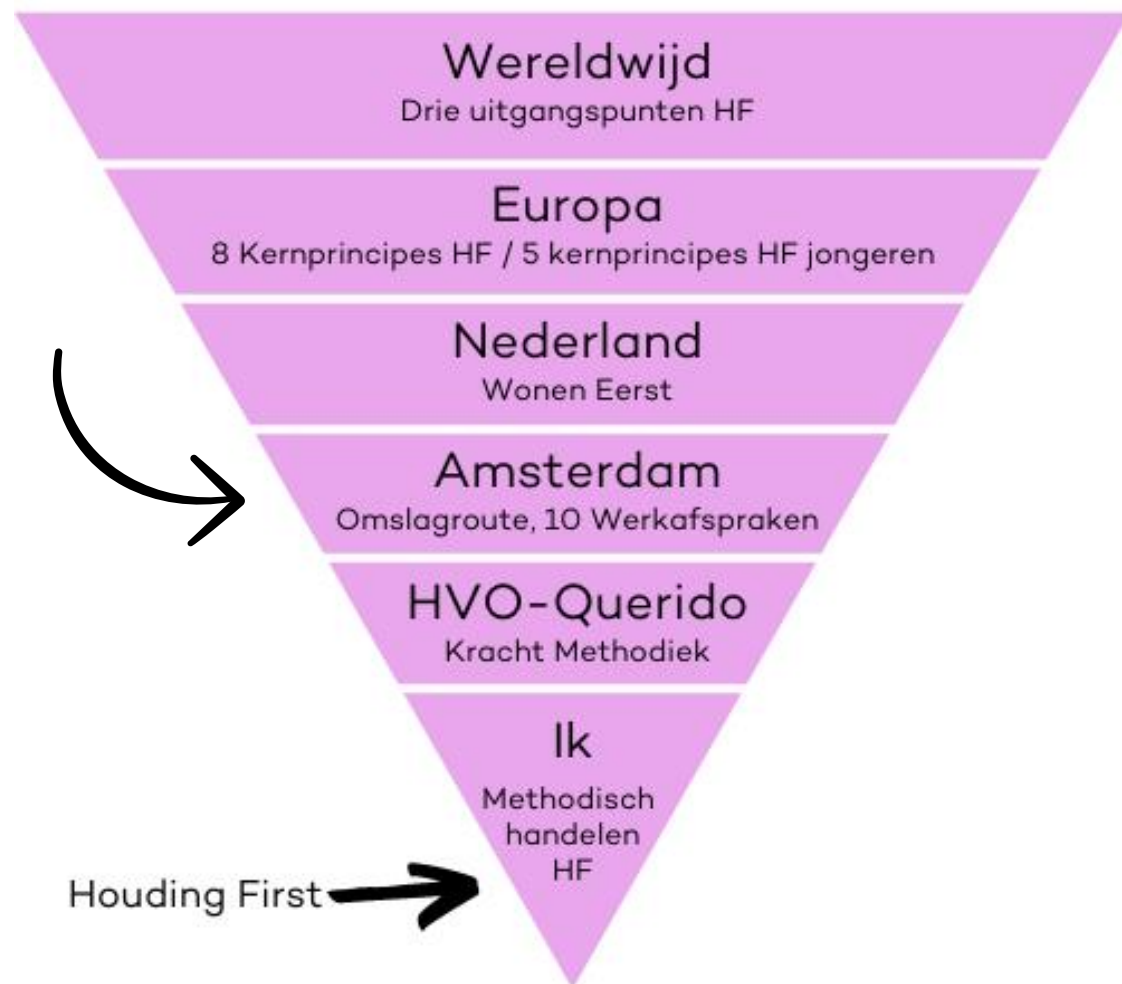 Wereldwijd
Drie uitgangspunten HF
Europa
8 Kernprincipes HF / 5 kernprincipes HF jongeren
Nederland
Wonen Eerst
Amsterdam
Omslagroute, 10 Werkafspraken
HVO-Querido
Kracht Methodiek
Ik
Methodisch
handelen
HF
Houding First